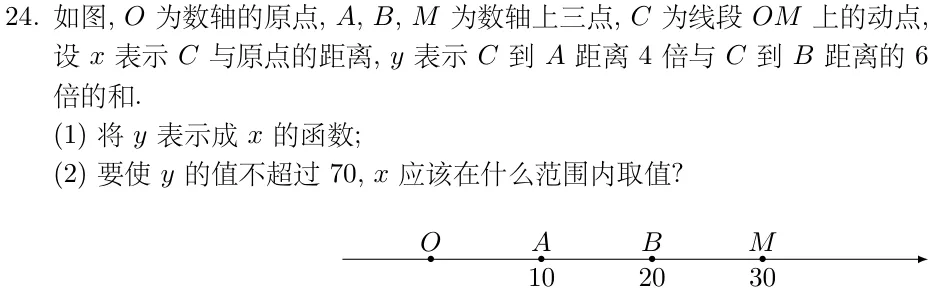 24. 如图, O 为数轴的原点, A, B, M 为数轴上三点, C 为线段 OM 上的动点,
设 x 表示 C 与原点的距离, y 表示 C 到 A 距离 4 倍与 C 到 B 距离的 6
倍的和.
(1) 将 y 表示成 x 的函数;
(2) 要使 y 的值不超过 70, x 应该在什么范围内取值?
O A B M
10 20 30